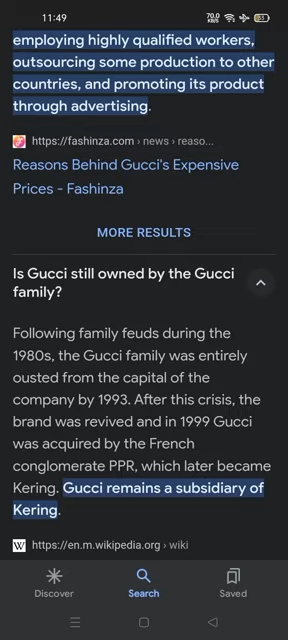 11:49
70.0 KB/S
employing highly qualified workers,
outsourcing some production to other
countries, and promoting its product
through advertising.
https://fashinza.com › news › reaso...
Reasons Behind Gucci's Expensive
Prices - Fashinza
MORE RESULTS
Is Gucci still owned by the Gucci
family?
Following family feuds during the
1980s, the Gucci family was entirely
ousted from the capital of the
company by 1993. After this crisis, the
brand was revived and in 1999 Gucci
was acquired by the French
conglomerate PPR, which later became
Kering. Gucci remains a subsidiary of
Kering.
W https://en.m.wikipedia.org › wiki
Discover Search Saved